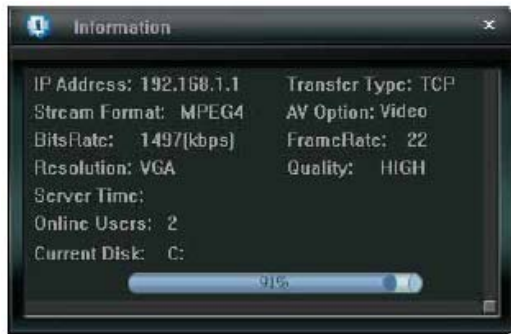 Information
IP Address: 192.168.1.1 Transfer Type: TCP
Stream Format: MPEG4 AV Option: Video
BitsRate: 1497(kbps) FrameRate: 22
Resolution: VGA Quality: HIGH
Server Time:
Online Users: 2
Current Disk: C:
91%